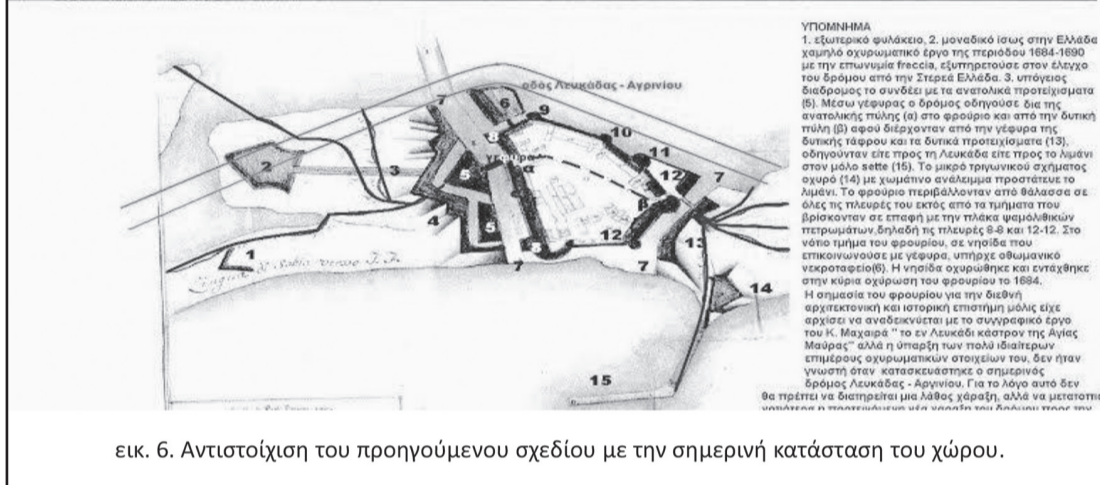 οδός Λευκάδας - Αγρινίου
7
6
9
8
10
γέφυρα
11
α
2
3
5
12
7
β
4
5
8
12
13
1
7
7
14
15
ΥΠΟΜΝΗΜΑ
1. εξωτερικό φυλάκειο, 2. μοναδικό ίσως στην Ελλάδα
χαμηλό οχυρωματικό έργο της περιόδου 1684-1690
με την επωνυμία freccia, εξυπηρετούσε στον έλεγχο
του δρόμου από την Στερεά Ελλάδα. 3. υπόγειος
διάδρομος το συνδέει με τα ανατολικά προτείχισματα
(5). Μέσω γέφυρας ο δρόμος οδηγούσε δια της
ανατολικής πύλης (α) στο φρούριο και από την δυτική
πύλη (β) αφού διέρχονταν από την γέφυρα της
δυτικής τάφρου και τα δυτικά προτειχίσματα (13),
οδηγούνταν είτε προς τη Λευκάδα είτε προς το λιμάνι
στον μόλο sette (15). Το μικρό τριγωνικού σχήματος
οχυρό (14) με χωμάτινο ανάλειμμα προστάτευε το
λιμάνι. Το φρούριο περιβάλλονταν από θάλασσα σε
όλες τις πλευρές του εκτός από τα τμήματα που
βρίσκονταν σε επαφή με την πλάκα ψαμόλιθικών
πετρωμάτων,δηλαδή τις πλευρές 8-8 και 12-12. Στο
νότιο τμήμα του φρουρίου, σε νησίδα που
επικοινωνούσε με γέφυρα, υπήρχε οθωμανικό
νεκροταφείο(6). Η νησίδα οχυρώθηκε και εντάχθηκε
στην κύρια οχύρωση του φρουρίου το 1684.
Η σημασία του φρουρίου για την διεθνή
αρχιτεκτονική και ιστορική επιστήμη μόλις είχε
αρχίσει να αναδεικνύεται με το συγγραφικό έργο
του Κ. Μαχαιρά " το εν Λευκάδι κάστρον της Αγίας
Μαύρας" αλλά η ύπαρξη των πολύ ιδιαίτερων
επιμέρους οχυρωματικών στοιχείων του, δεν ήταν
γνωστή όταν κατασκευάστηκε ο σημερινός
δρόμος Λευκάδας - Αργινίου. Για το λόγο αυτό δεν
θα πρέπει να διατηρείται μια λάθος χάραξη, αλλά να μετατοπισ
εικ. 6. Αντιστοίχιση του προηγούμενου σχεδίου με την σημερινή κατάσταση του χώρου.